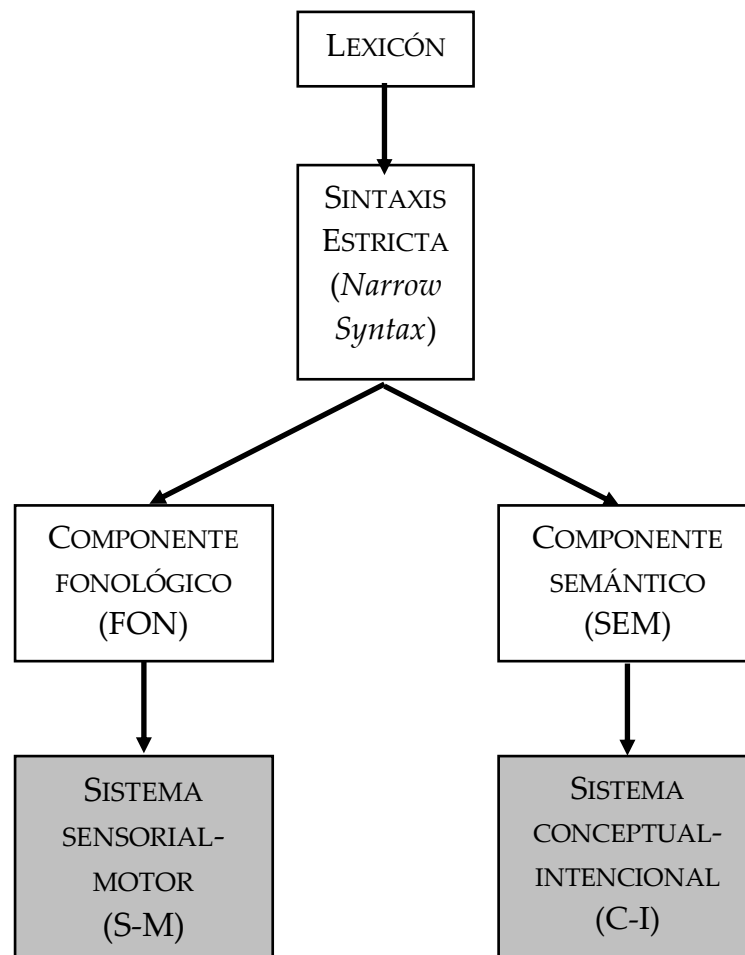 LEXICÓN
SINTAXIS
ESTRICTA
(Narrow
Syntax)
COMPONENTE
FONOLÓGICO
(FON)
COMPONENTE
SEMÁNTICO
(SEM)
SISTEMA
SENSORIAL-
MOTOR
(S-M)
SISTEMA
CONCEPTUAL-
INTENCIONAL
(C-I)